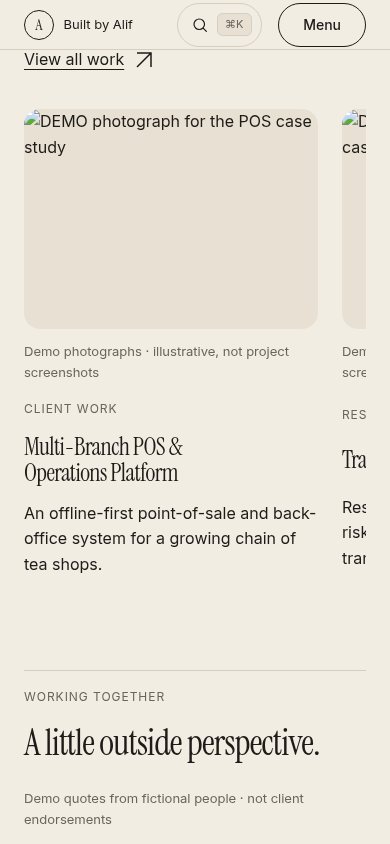 A
Built by Alif
⌘K
Menu
View all work
DEMO photograph for the POS case
study
Demo photographs · illustrative, not project
screenshots
CLIENT WORK
Multi-Branch POS &
Operations Platform
An offline-first point-of-sale and back-
office system for a growing chain of
tea shops.
WORKING TOGETHER
A little outside perspective.
Demo quotes from fictional people · not client
endorsements